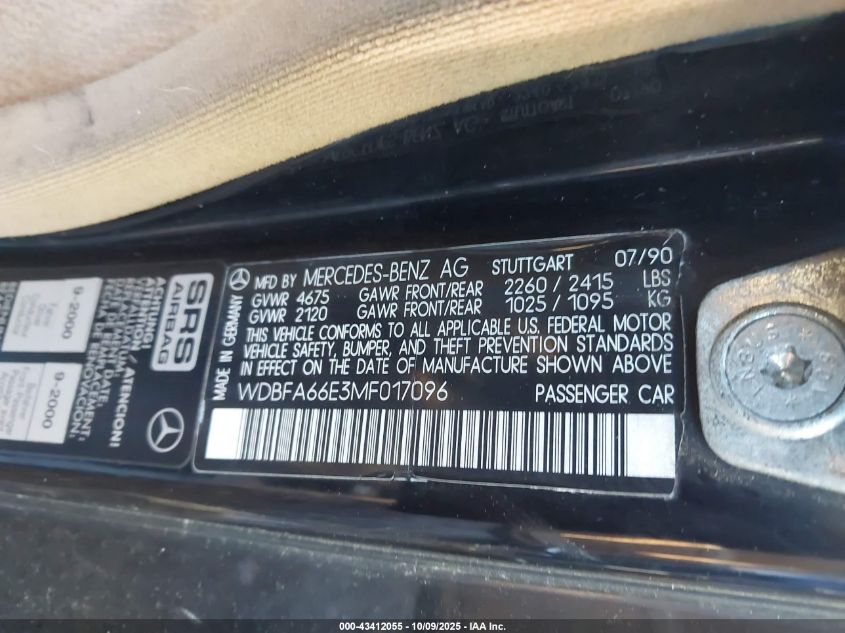 MADE IN GERMANY
MFD BY MERCEDES-BENZ AG STUTTGART 07/90
GVWR 4675 GAWR FRONT/REAR 2260 / 2415 LBS
GVWR 2120 GAWR FRONT/REAR 1025 / 1095 KG
THIS VEHICLE CONFORMS TO ALL APPLICABLE U.S. FEDERAL MOTOR
VEHICLE SAFETY, BUMPER, AND THEFT PREVENTION STANDARDS
IN EFFECT ON THE DATE OF MANUFACTURE SHOWN ABOVE
WDBFA66E3MF017096 PASSENGER CAR
SRS
AIRBAG
9-2000
9-2000
000-43412055 - 10/09/2025 - IAA Inc.